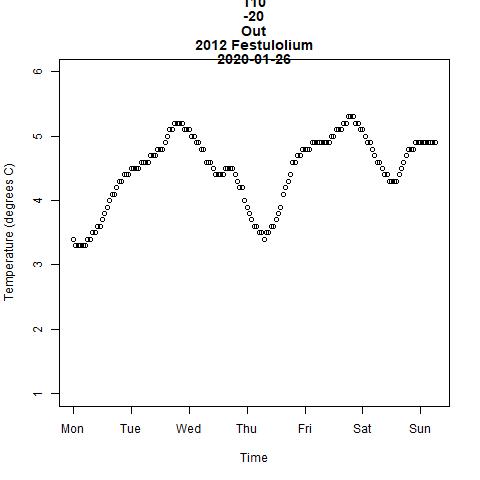 110
-20
Out
2012 Festulolium
2020-01-26
6
5
4
3
2
1
Temperature (degrees C)
Mon Tue Wed Thu Fri Sat Sun
Time